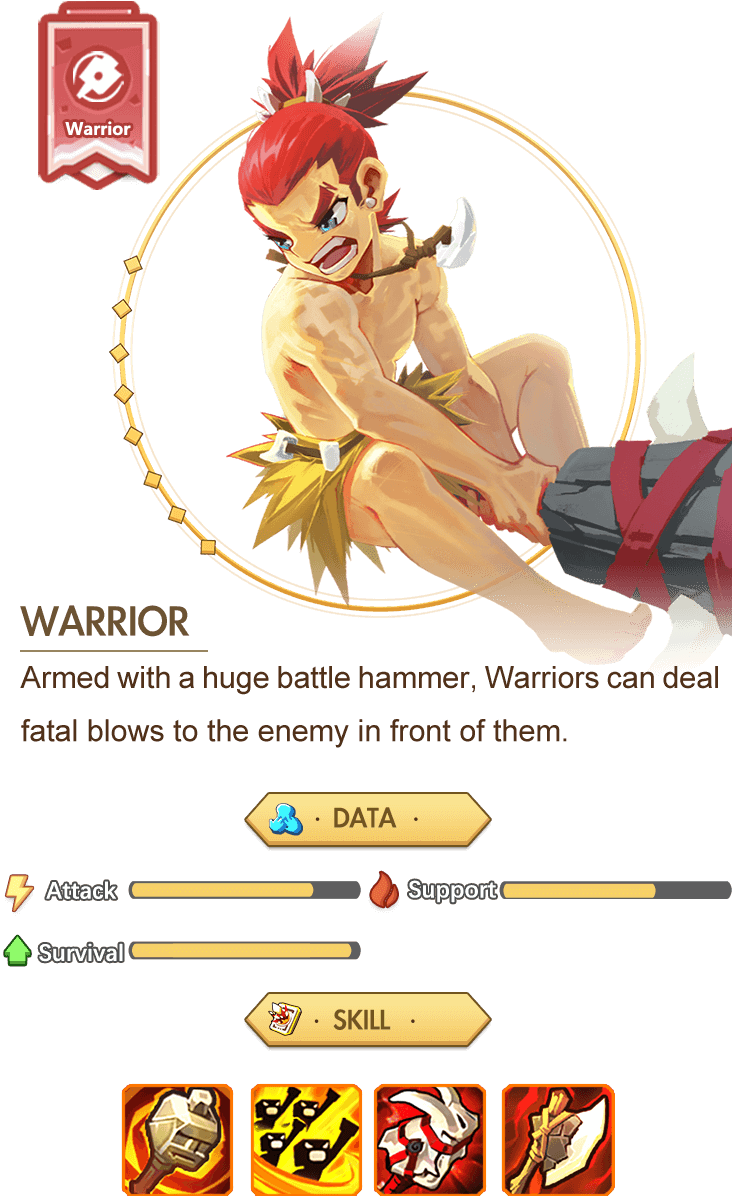 Warrior
WARRIOR
Armed with a huge battle hammer, Warriors can deal
fatal blows to the enemy in front of them.
· DATA ·
Attack
Support
Survival
· SKILL ·